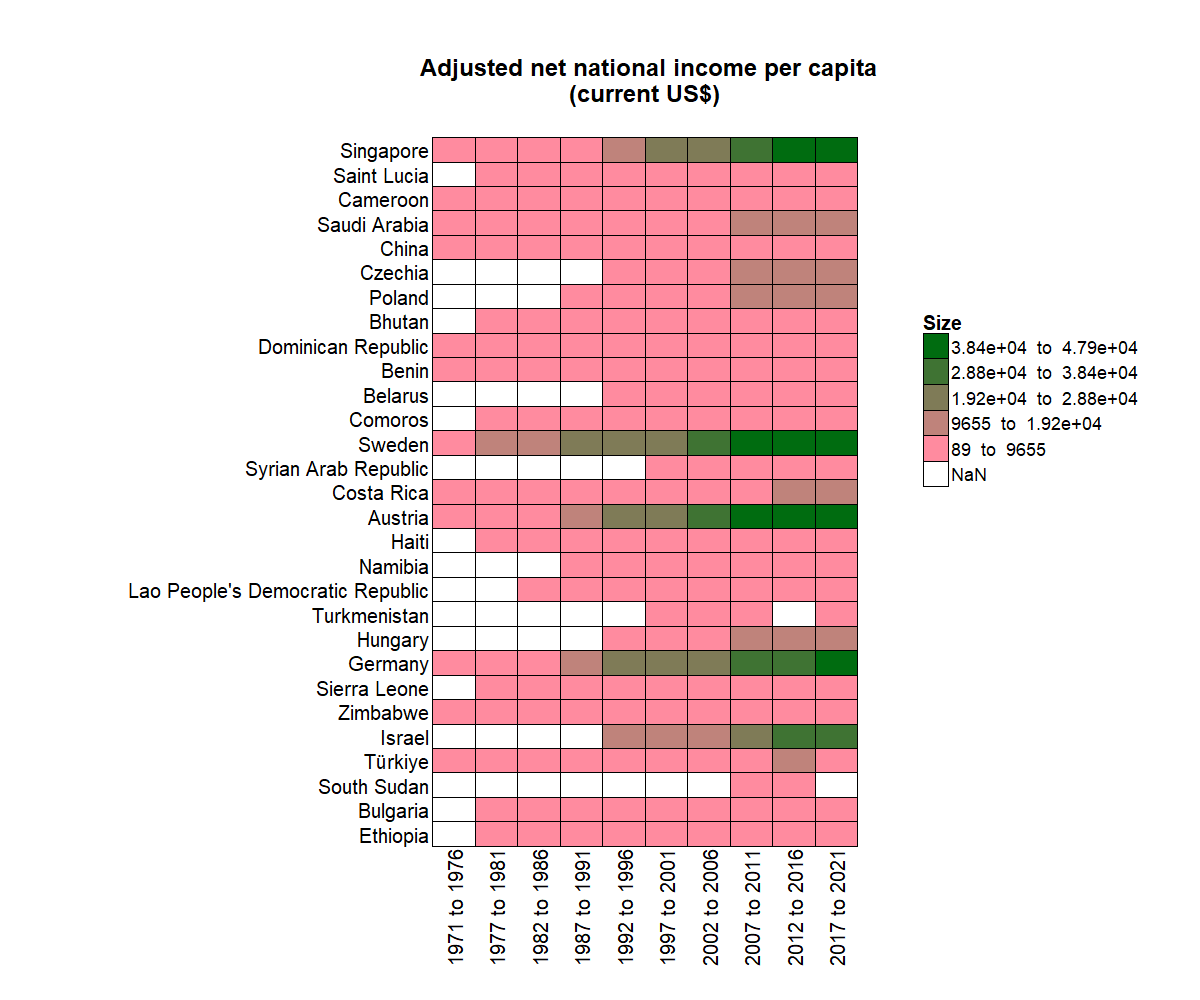 Adjusted net national income per capita
(current US$)
Singapore
Saint Lucia
Cameroon
Saudi Arabia
China
Czechia
Poland
Bhutan
Dominican Republic
Benin
Belarus
Comoros
Sweden
Syrian Arab Republic
Costa Rica
Austria
Haiti
Namibia
Lao People's Democratic Republic
Turkmenistan
Hungary
Germany
Sierra Leone
Zimbabwe
Israel
Türkiye
South Sudan
Bulgaria
Ethiopia
1971 to 1976
1977 to 1981
1982 to 1986
1987 to 1991
1992 to 1996
1997 to 2001
2002 to 2006
2007 to 2011
2012 to 2016
2017 to 2021
Size
3.84e+04 to 4.79e+04
2.88e+04 to 3.84e+04
1.92e+04 to 2.88e+04
9655 to 1.92e+04
89 to 9655
NaN